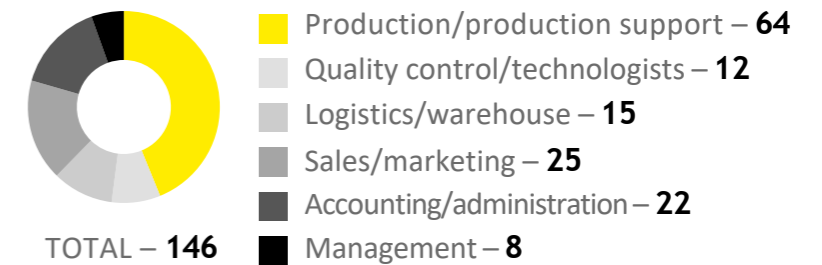 Production/production support – 64
Quality control/technologists – 12
Logistics/warehouse – 15
Sales/marketing – 25
Accounting/administration – 22
Management – 8
TOTAL – 146